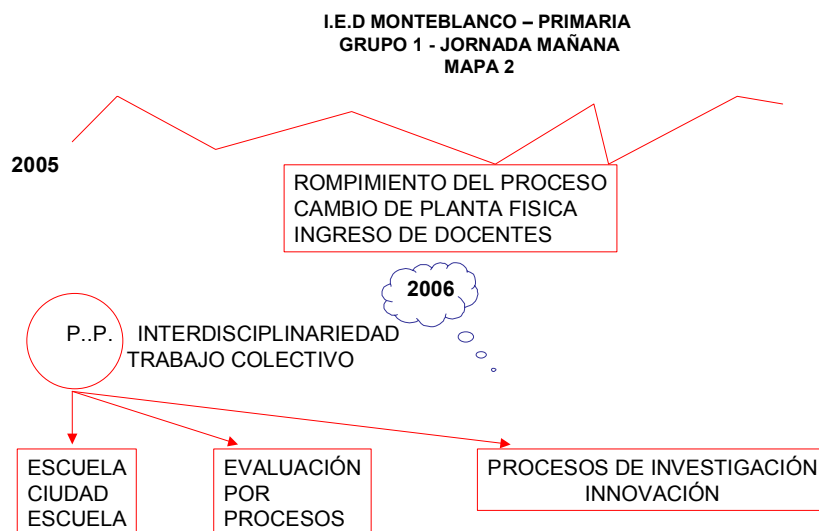 I.E.D MONTEBLANCO – PRIMARIA
GRUPO 1 - JORNADA MAÑANA
MAPA 2
2005
ROMPIMIENTO DEL PROCESO
CAMBIO DE PLANTA FISICA
INGRESO DE DOCENTES
2006
P..P. INTERDISCIPLINARIEDAD
TRABAJO COLECTIVO
ESCUELA
CIUDAD
ESCUELA
EVALUACIÓN
POR
PROCESOS
PROCESOS DE INVESTIGACIÓN
INNOVACIÓN